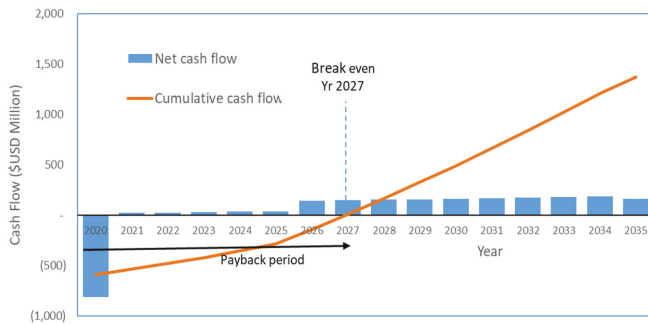 2,000
1,500
1,000
500
-
(500)
(1,000)
Cash Flow ($USD Million)
Net cash flow
Cumulative cash flow
Break even
Yr 2027
2020 2021 2022 2023 2024 2025 2026 2027 2028 2029 2030 2031 2032 2033 2034 2035
Payback period
Year